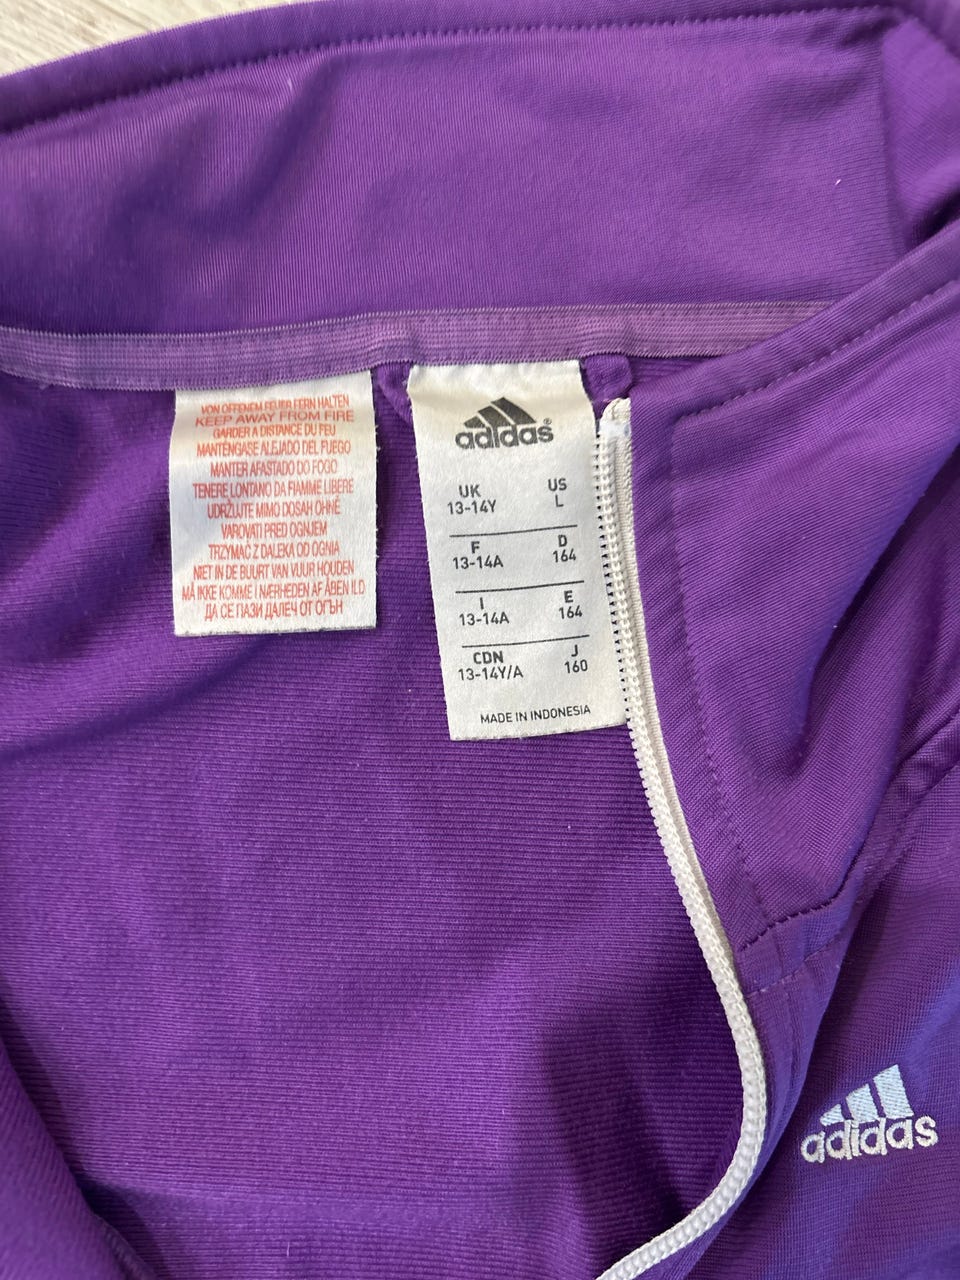 VON OFFENEM FEUER FERN HALTEN
KEEP AWAY FROM FIRE
GARDER A DISTANCE DU FEU
MANTÉNGASE ALEJADO DEL FUEGO
MANTER AFASTADO DO FOGO
TENERE LONTANO DA FIAMME LIBERE
UDRŽUJTE MIMO DOSAH OHNĚ
VAROVATI PRED OGNJEM
TRZYMAĆ Z DALEKA OD OGNIA
NIET IN DE BUURT VAN VUUR HOUDEN
MÅ IKKE KOMME I NÆRHEDEN AF ÅBEN ILD
ДА СЕ ПАЗИ ДАЛЕЧ ОТ ОГЪН
adidas®
UK US
13-14Y L
F D
13-14A 164
I E
13-14A 164
CDN J
13-14Y/A 160
MADE IN INDONESIA
adidas